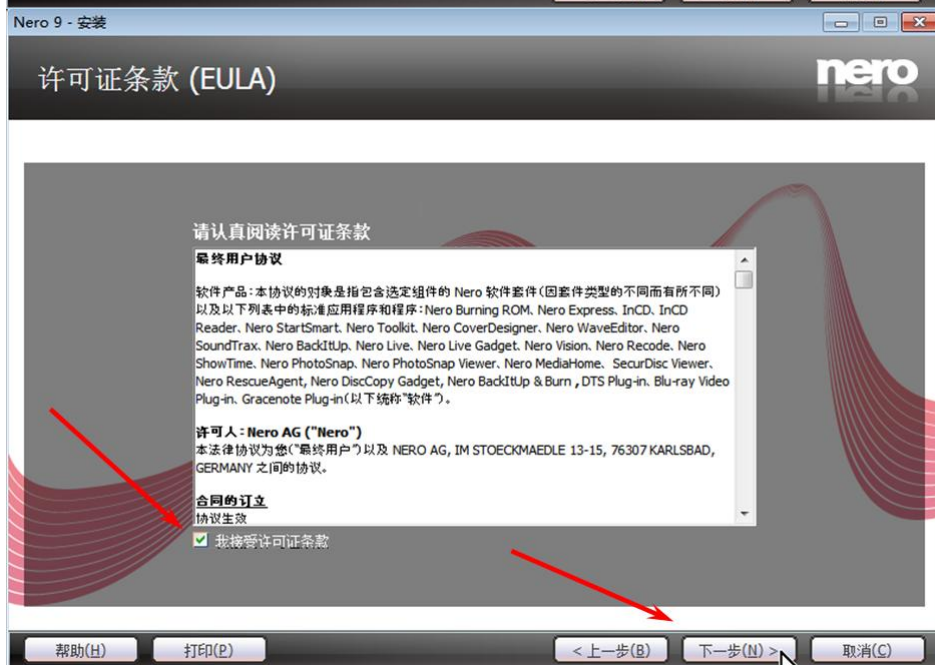 Nero 9 - 安装
许可证条款 (EULA)
nero
请认真阅读许可证条款
最终用户协议
软件产品：本协议的对象是指包含选定组件的 Nero 软件套件（因套件类型的不同而有所不同）
以及以下列表中的标准应用程序和程序：Nero Burning ROM、Nero Express、InCD、InCD
Reader、Nero StartSmart、Nero Toolkit、Nero CoverDesigner、Nero WaveEditor、Nero
SoundTrax、Nero BackItUp、Nero Live、Nero Live Gadget、Nero Vision、Nero Recode、Nero
ShowTime、Nero PhotoSnap、Nero PhotoSnap Viewer、Nero MediaHome、 SecurDisc Viewer、
Nero RescueAgent, Nero DiscCopy Gadget, Nero BackItUp & Burn , DTS Plug-in、Blu-ray Video
Plug-in、Gracenote Plug-in（以下统称“软件”）。
许可人：Nero AG ("Nero")
本法律协议为您（“最终用户”）以及 NERO AG, IM STOECKMAEDLE 13-15, 76307 KARLSBAD,
GERMANY 之间的协议。
合同的订立
协议生效
我接受许可证条款
帮助(H)
打印(P)
< 上一步(B)
下一步(N) >
取消(C)